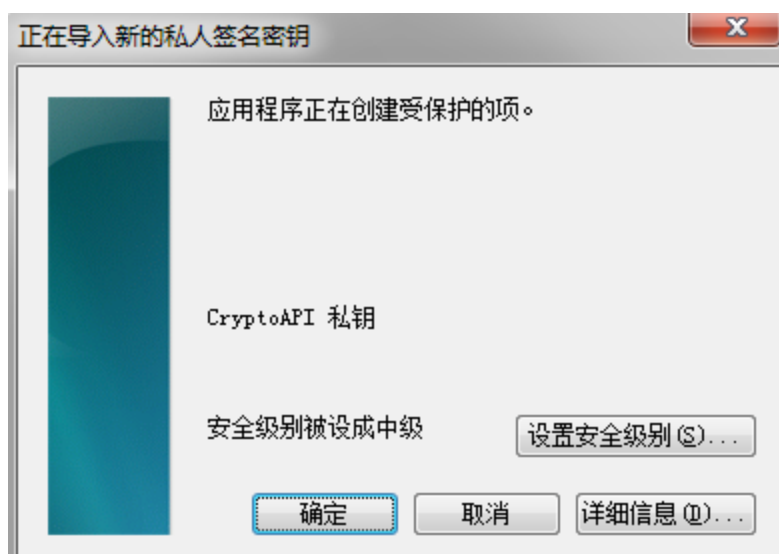 正在导入新的私人签名密钥
应用程序正在创建受保护的项。
CryptoAPI 私钥
安全级别被设成中级
设置安全级别(S)...
确定
取消
详细信息(D)...